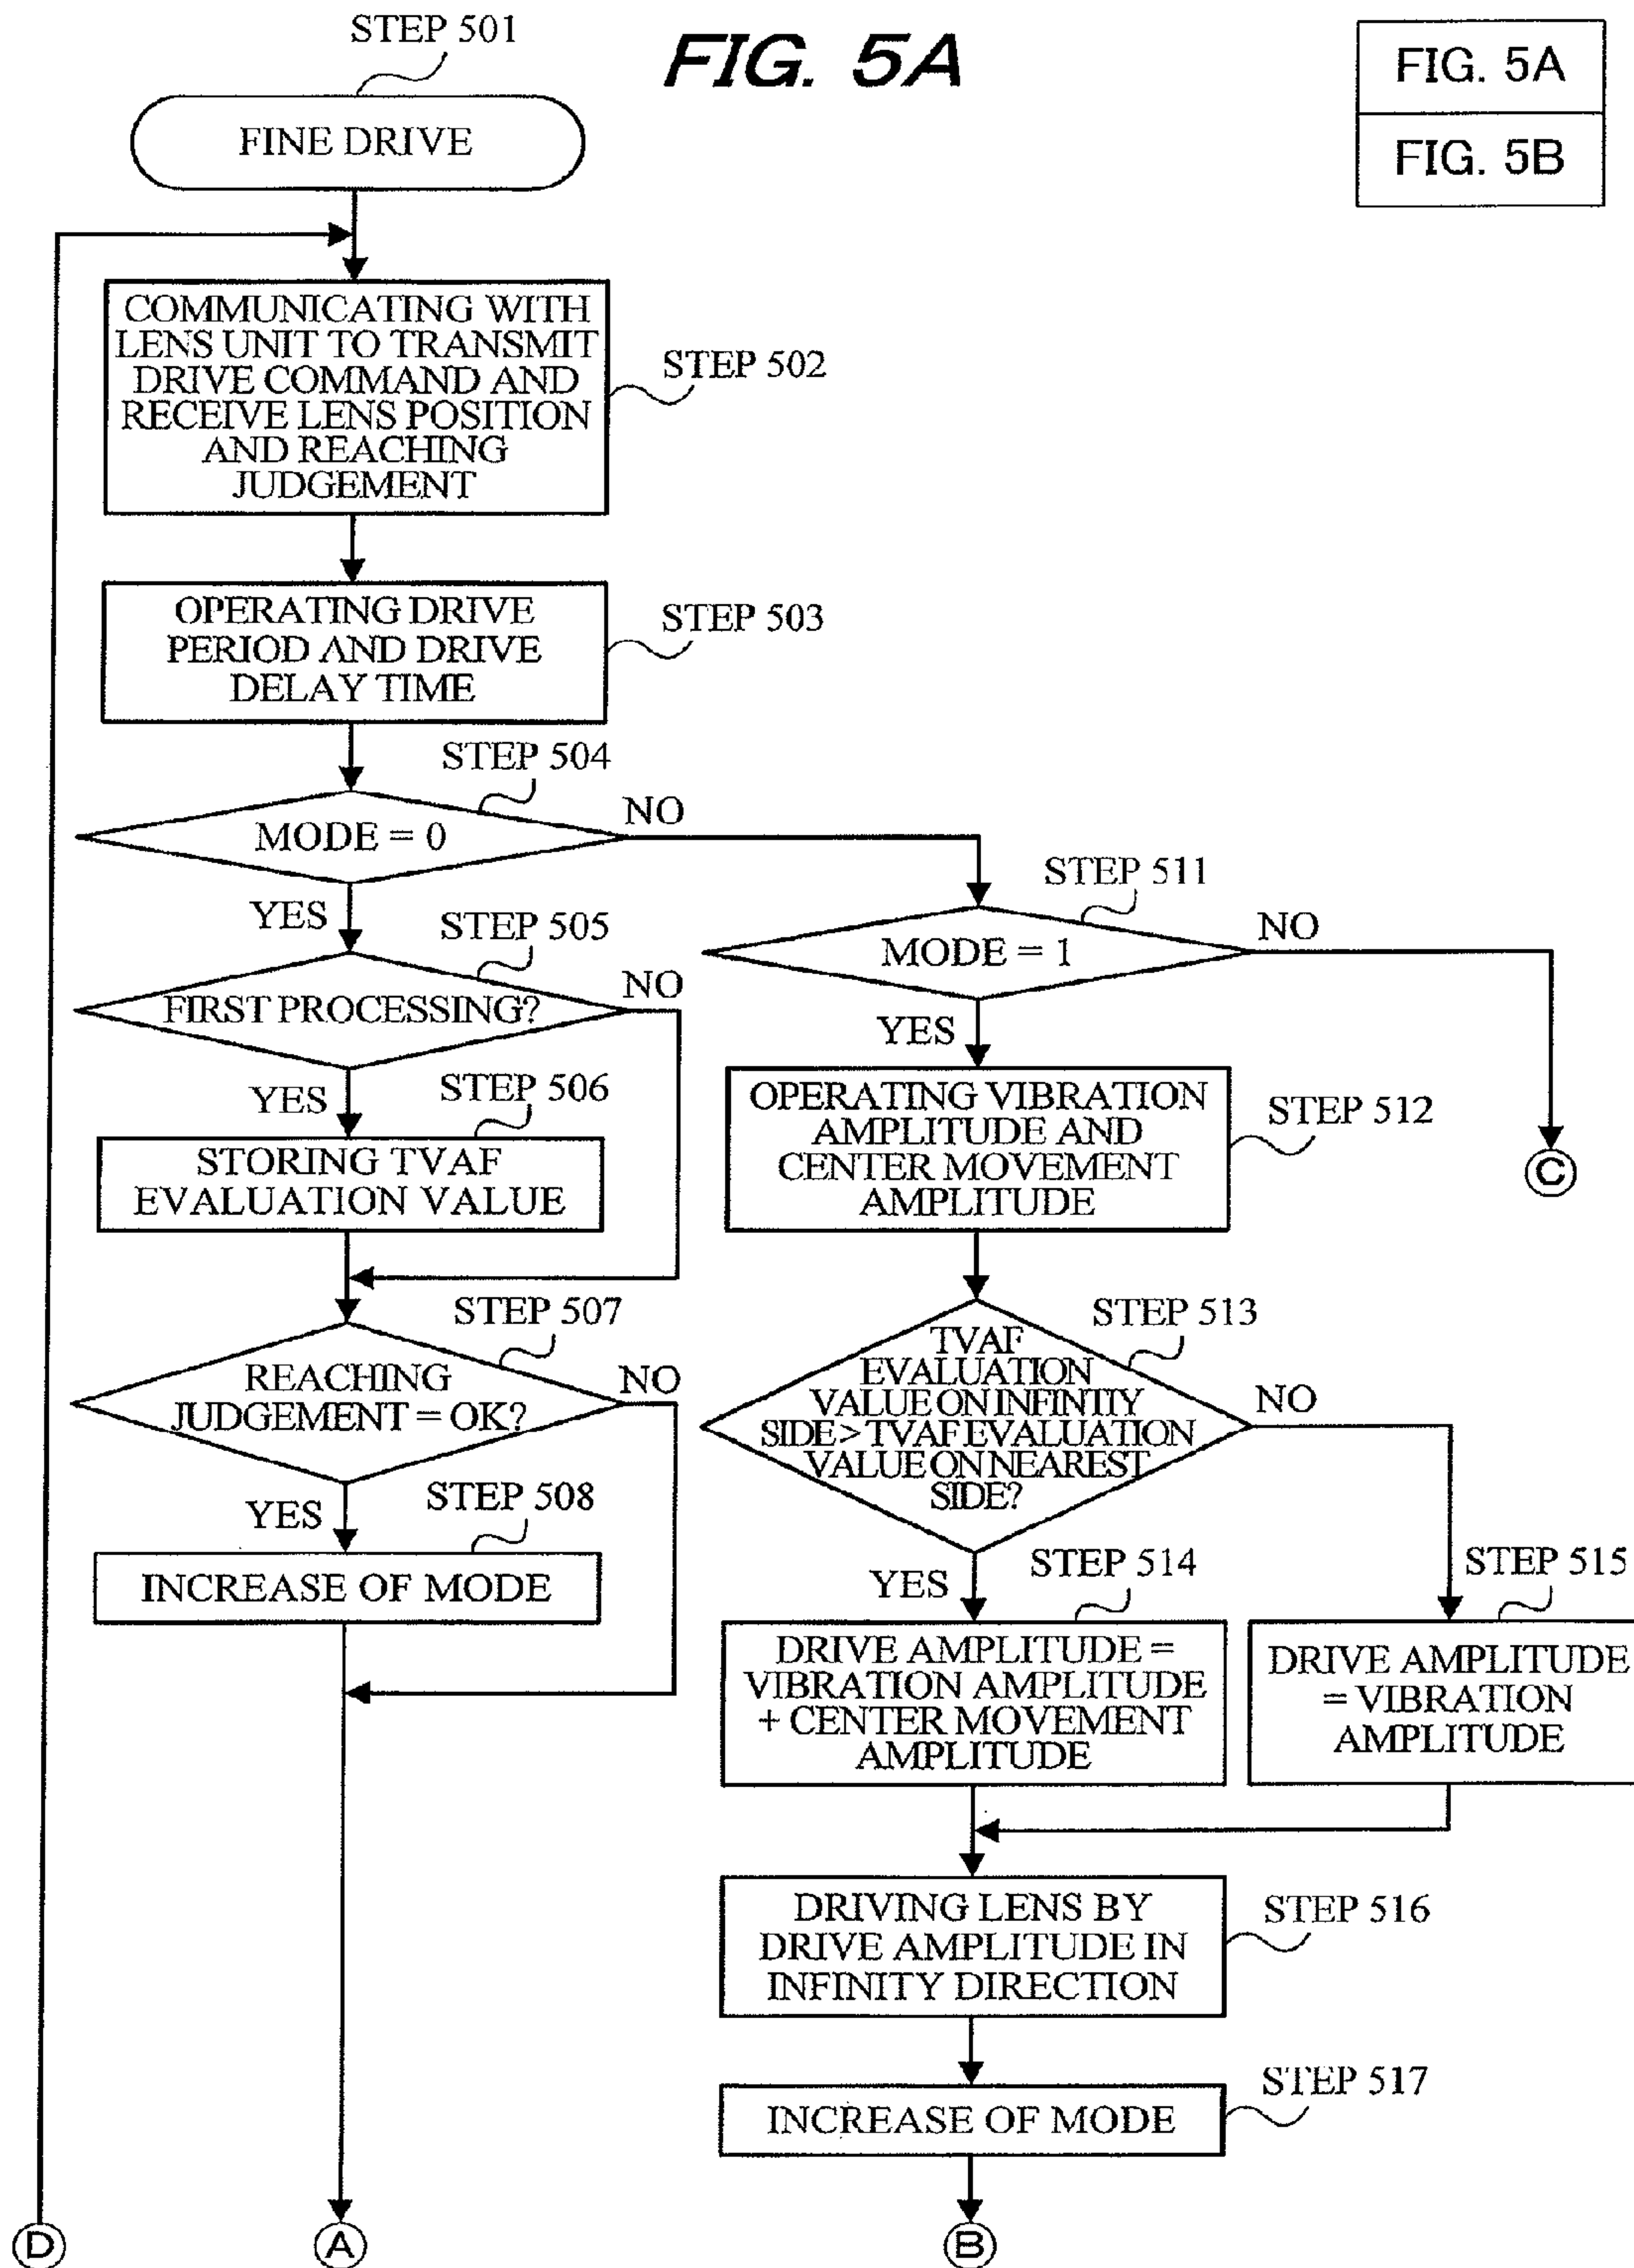 FIG. 5A
FIG. 5A
FIG. 5B
STEP 501
FINE DRIVE
COMMUNICATING WITH
LENS UNIT TO TRANSMIT
DRIVE COMMAND AND
RECEIVE LENS POSITION
AND REACHING
JUDGEMENT
STEP 502
OPERATING DRIVE
PERIOD AND DRIVE
DELAY TIME
STEP 503
STEP 504
MODE = 0
NO
YES
STEP 505
FIRST PROCESSING?
NO
YES
STEP 506
STORING TVAF
EVALUATION VALUE
STEP 507
REACHING
JUDGEMENT = OK?
NO
YES
STEP 508
INCREASE OF MODE
STEP 511
MODE = 1
NO
YES
OPERATING VIBRATION
AMPLITUDE AND
CENTER MOVEMENT
AMPLITUDE
STEP 512
C
STEP 513
TVAF
EVALUATION
VALUE ON INFINTIY
SIDE > TVAF EVALUATION
VALUE ON NEAREST
SIDE?
NO
YES
STEP 514
DRIVE AMPLITUDE =
VIBRATION AMPLITUDE
+ CENTER MOVEMENT
AMPLITUDE
STEP 515
DRIVE AMPLITUDE
= VIBRATION
AMPLITUDE
DRIVING LENS BY
DRIVE AMPLITUDE IN
INFINITY DIRECTION
STEP 516
STEP 517
INCREASE OF MODE
D
A
B